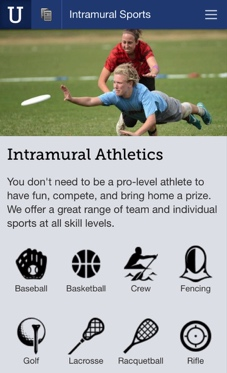 U
Intramural Sports
Intramural Athletics
You don't need to be a pro-level athlete to
have fun, compete, and bring home a prize.
We offer a great range of team and individual
sports at all skill levels.
Baseball Basketball Crew Fencing
Golf Lacrosse Racquetball Rifle